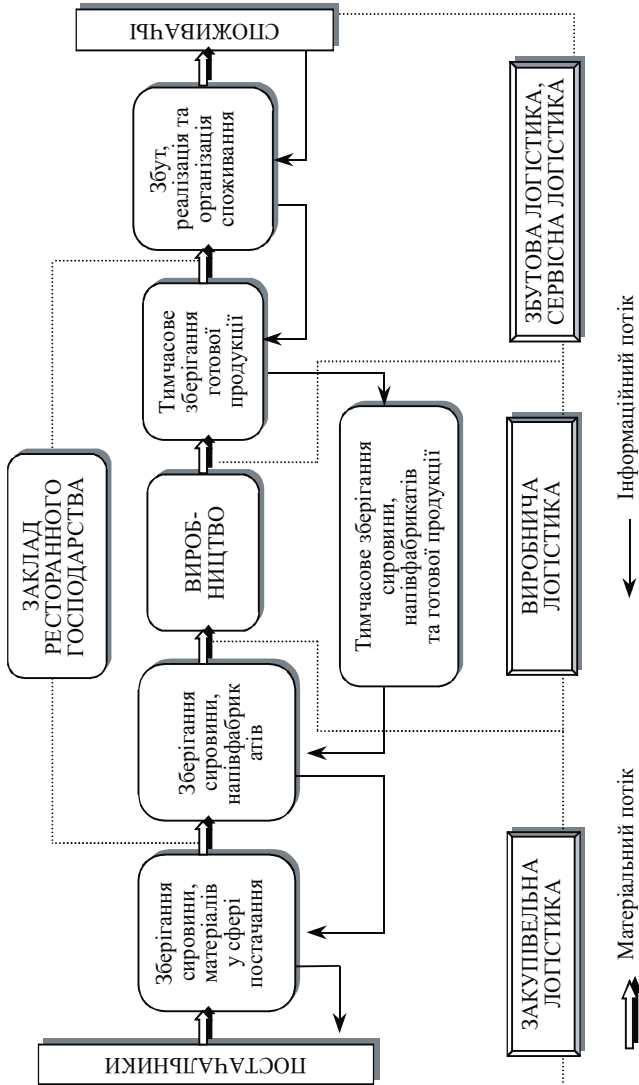 ЗАКЛАД
РЕСТОРАННОГО
ГОСПОДАРСТВА
ПОСТАЧАЛЬНИКИ
Зберігання
сировини,
матеріалів
у сфері
постачання
Зберігання
сировини,
напівфабрик
атів
ВИРОБ-
НИЦТВО
Тимчасове
зберігання
готової
продукції
Збут,
реалізація та
організація
споживання
СПОЖИВАЧЫ
Тимчасове зберігання
сировини,
напівфабрикатів
та готової продукції
ЗАКУПІВЕЛЬНА
ЛОГІСТИКА
ВИРОБНИЧА
ЛОГІСТИКА
ЗБУТОВА ЛОГІСТИКА,
СЕРВІСНА ЛОГІСТИКА
Матеріальний потік
Інформаційний потік